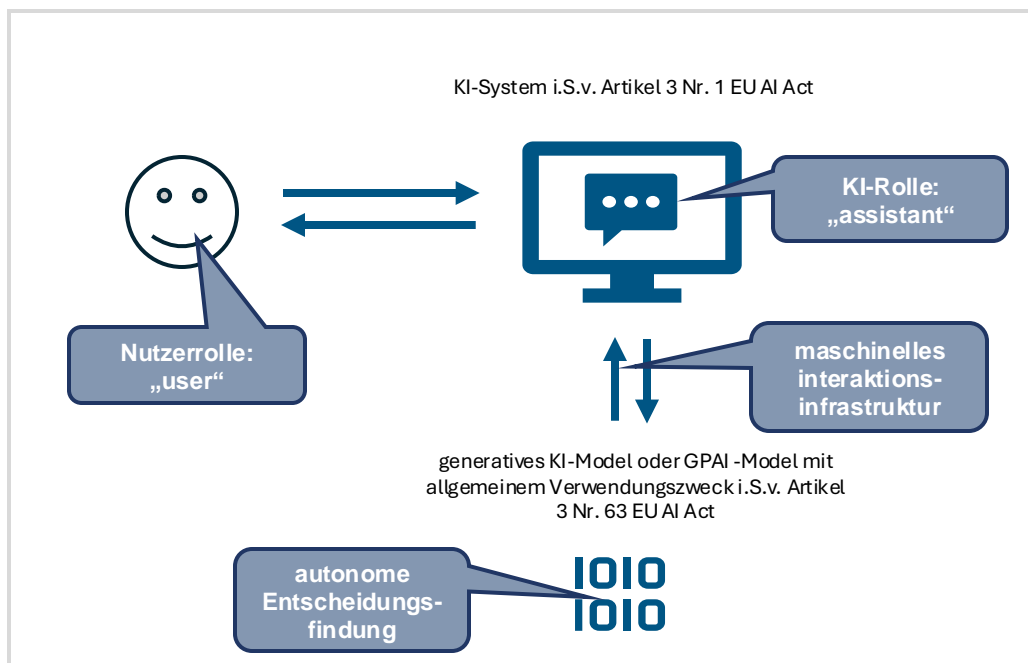 KI-System i.S.v. Artikel 3 Nr. 1 EU AI Act
KI-Rolle:
„assistant“
Nutzerrolle:
„user“
maschinelles
interaktions-
infrastruktur
generatives KI-Model oder GPAI -Model mit
allgemeinem Verwendungszweck i.S.v. Artikel
3 Nr. 63 EU AI Act
autonome
Entscheidungs-
findung
IOIO
IOIO